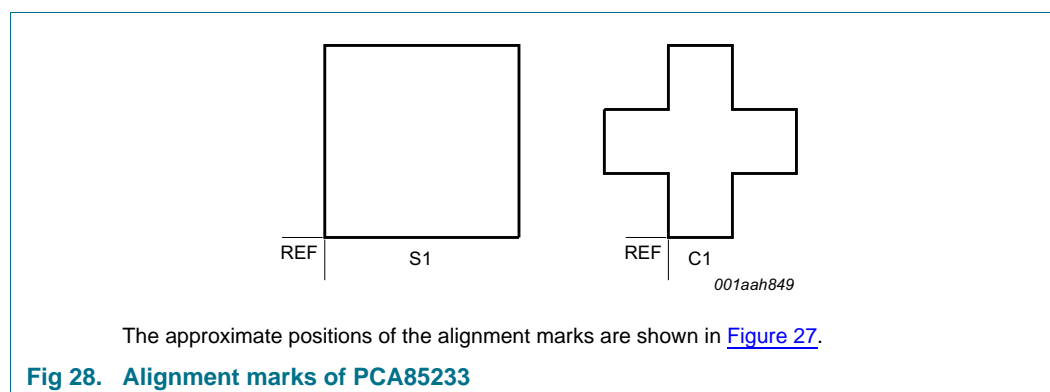 REF S1 REF C1
001aah849
The approximate positions of the alignment marks are shown in Figure 27.
Fig 28. Alignment marks of PCA85233